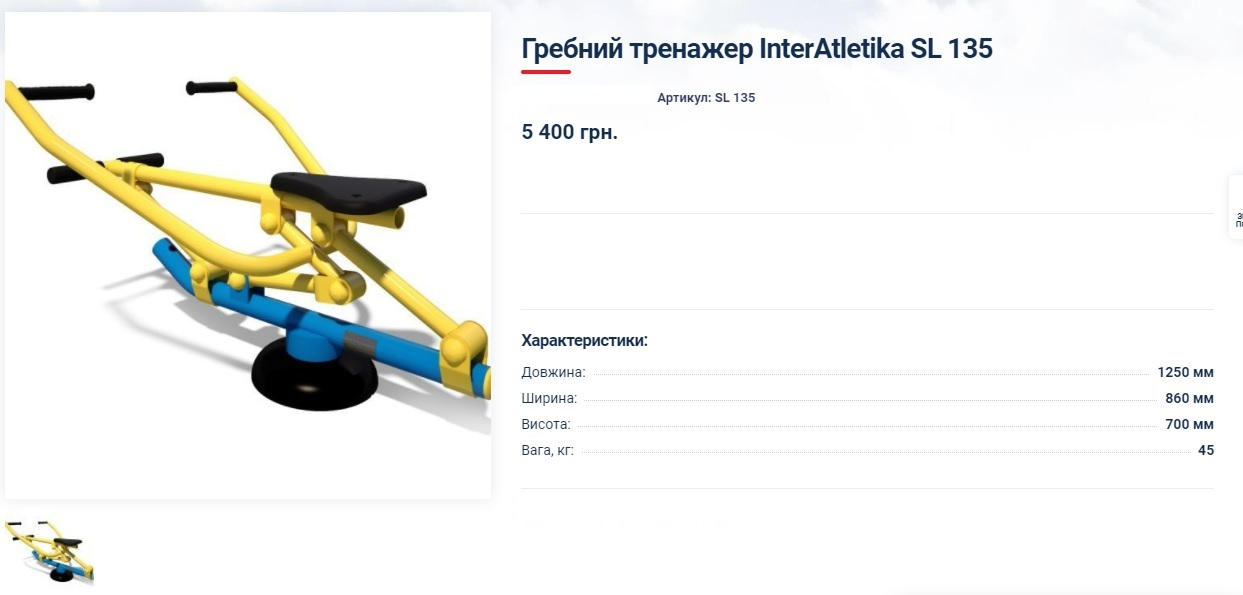 Гребний тренажер InterAtletika SL 135
Артикул: SL 135
5 400 грн.
Характеристики:
Довжина: 1250 мм
Ширина: 860 мм
Висота: 700 мм
Вага, кг: 45